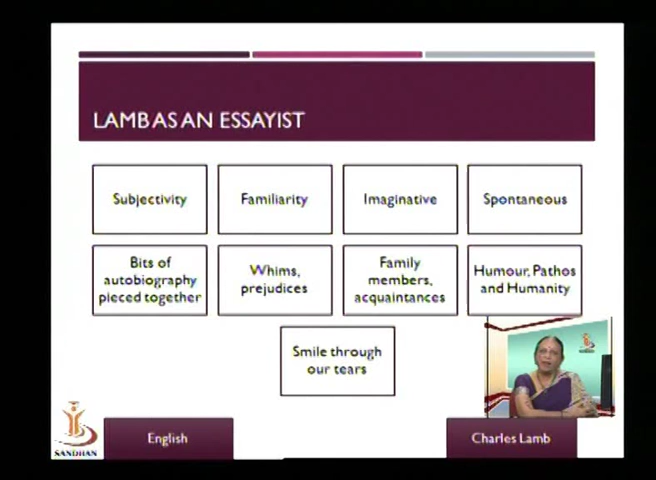 LAMB AS AN ESSAYIST
Subjectivity
Familiarity
Imaginative
Spontaneous
Bits of
autobiography
pieced together
Whims,
prejudices
Family
members,
acquaintances
Humour, Pathos
and Humanity
Smile through
our tears
SANDHAN
English
Charles Lamb